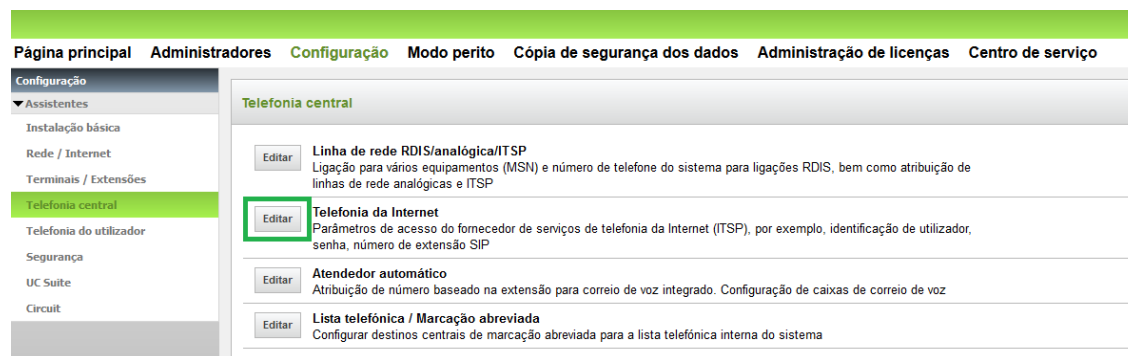 Página principal Administradores Configuração Modo perito Cópia de segurança dos dados Administração de licenças Centro de serviço
Configuração
Assistentes
Instalação básica
Rede / Internet
Terminais / Extensões
Telefonia central
Telefonia do utilizador
Segurança
UC Suite
Circuit
Telefonia central
Editar
Linha de rede RDIS/analógica/ITSP
Ligação para vários equipamentos (MSN) e número de telefone do sistema para ligações RDIS, bem como atribuição de
linhas de rede analógicas e ITSP
Editar
Telefonia da Internet
Parâmetros de acesso do fornecedor de serviços de telefonia da Internet (ITSP), por exemplo, identificação de utilizador,
senha, número de extensão SIP
Editar
Atendedor automático
Atribuição de número baseado na extensão para correio de voz integrado. Configuração de caixas de correio de voz
Editar
Lista telefónica / Marcação abreviada
Configurar destinos centrais de marcação abreviada para a lista telefónica interna do sistema